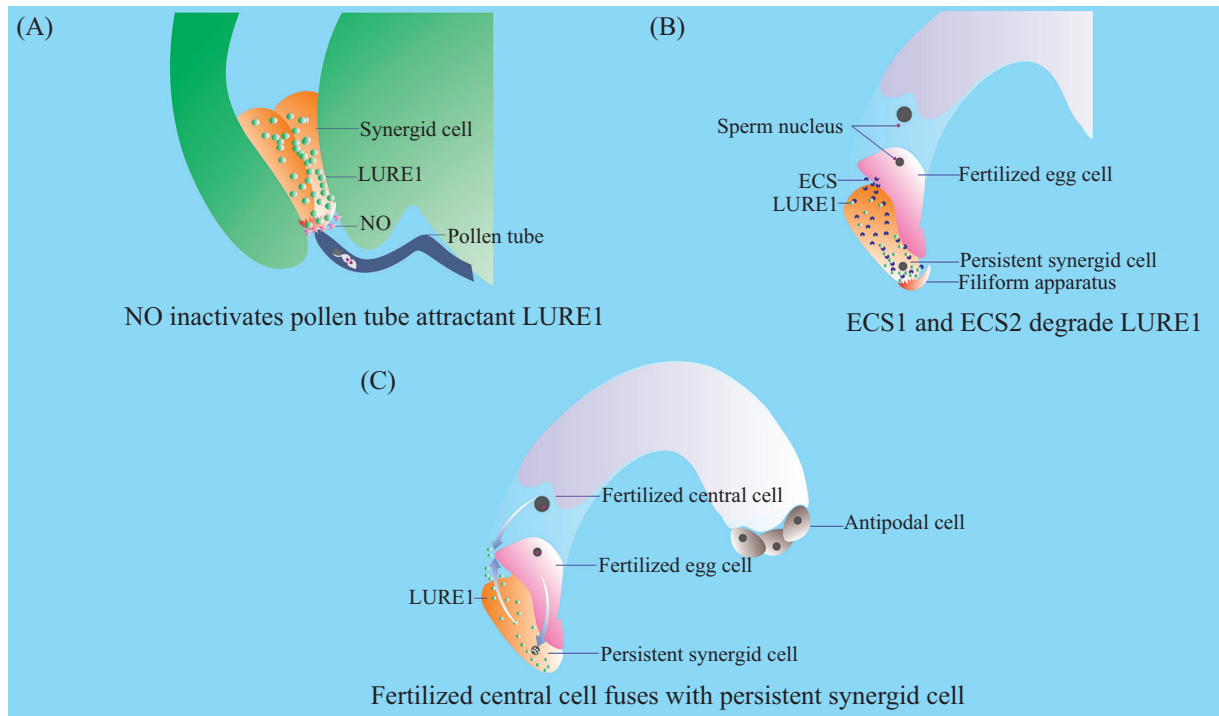 (A)
Synergid cell
LURE1
NO
Pollen tube
NO inactivates pollen tube attractant LURE1
(B)
Sperm nucleus
ECS
Fertilized egg cell
LURE1
Persistent synergid cell
Filiform apparatus
ECS1 and ECS2 degrade LURE1
(C)
Fertilized central cell
Antipodal cell
Fertilized egg cell
LURE1
Persistent synergid cell
Fertilized central cell fuses with persistent synergid cell